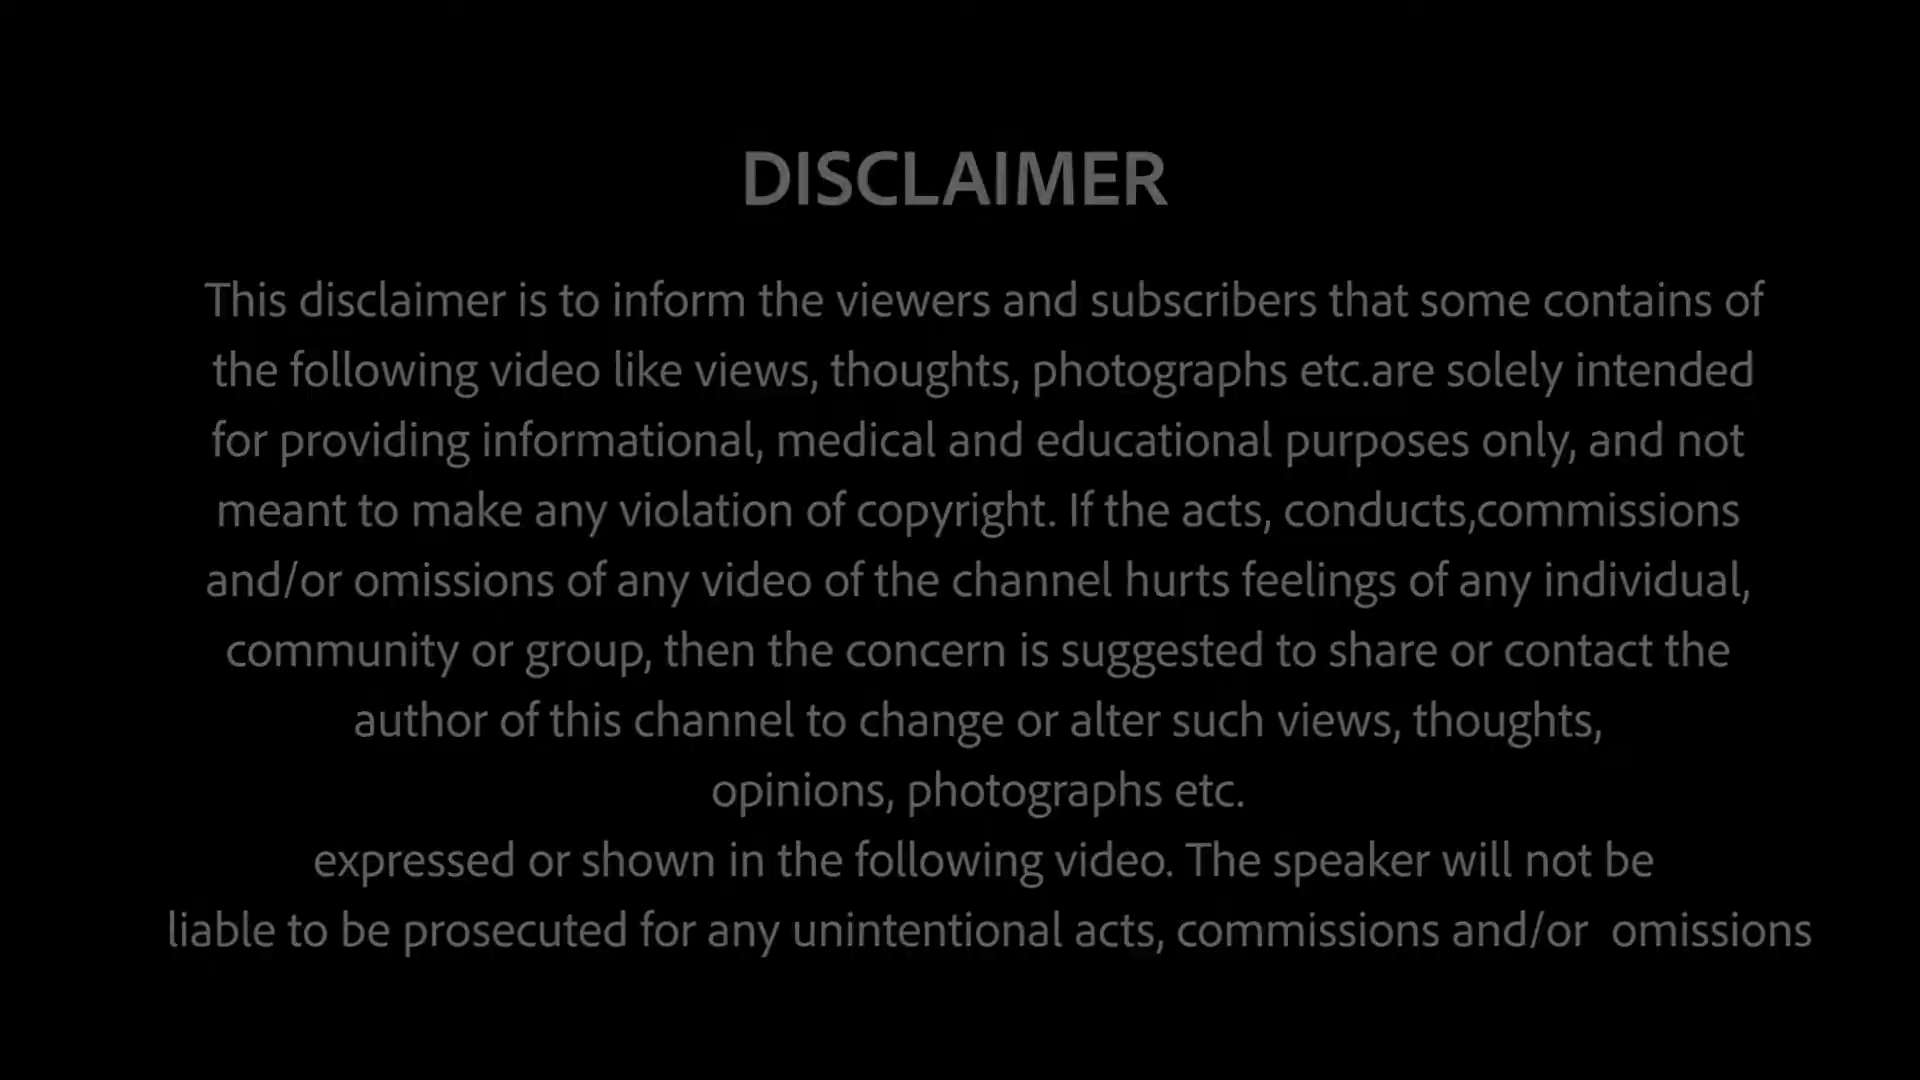 DISCLAIMER
This disclaimer is to inform the viewers and subscribers that some contains of
the following video like views, thoughts, photographs etc.are solely intended
for providing informational, medical and educational purposes only, and not
meant to make any violation of copyright. If the acts, conducts,commissions
and/or omissions of any video of the channel hurts feelings of any individual,
community or group, then the concern is suggested to share or contact the
author of this channel to change or alter such views, thoughts,
opinions, photographs etc.
expressed or shown in the following video. The speaker will not be
liable to be prosecuted for any unintentional acts, commissions and/or omissions